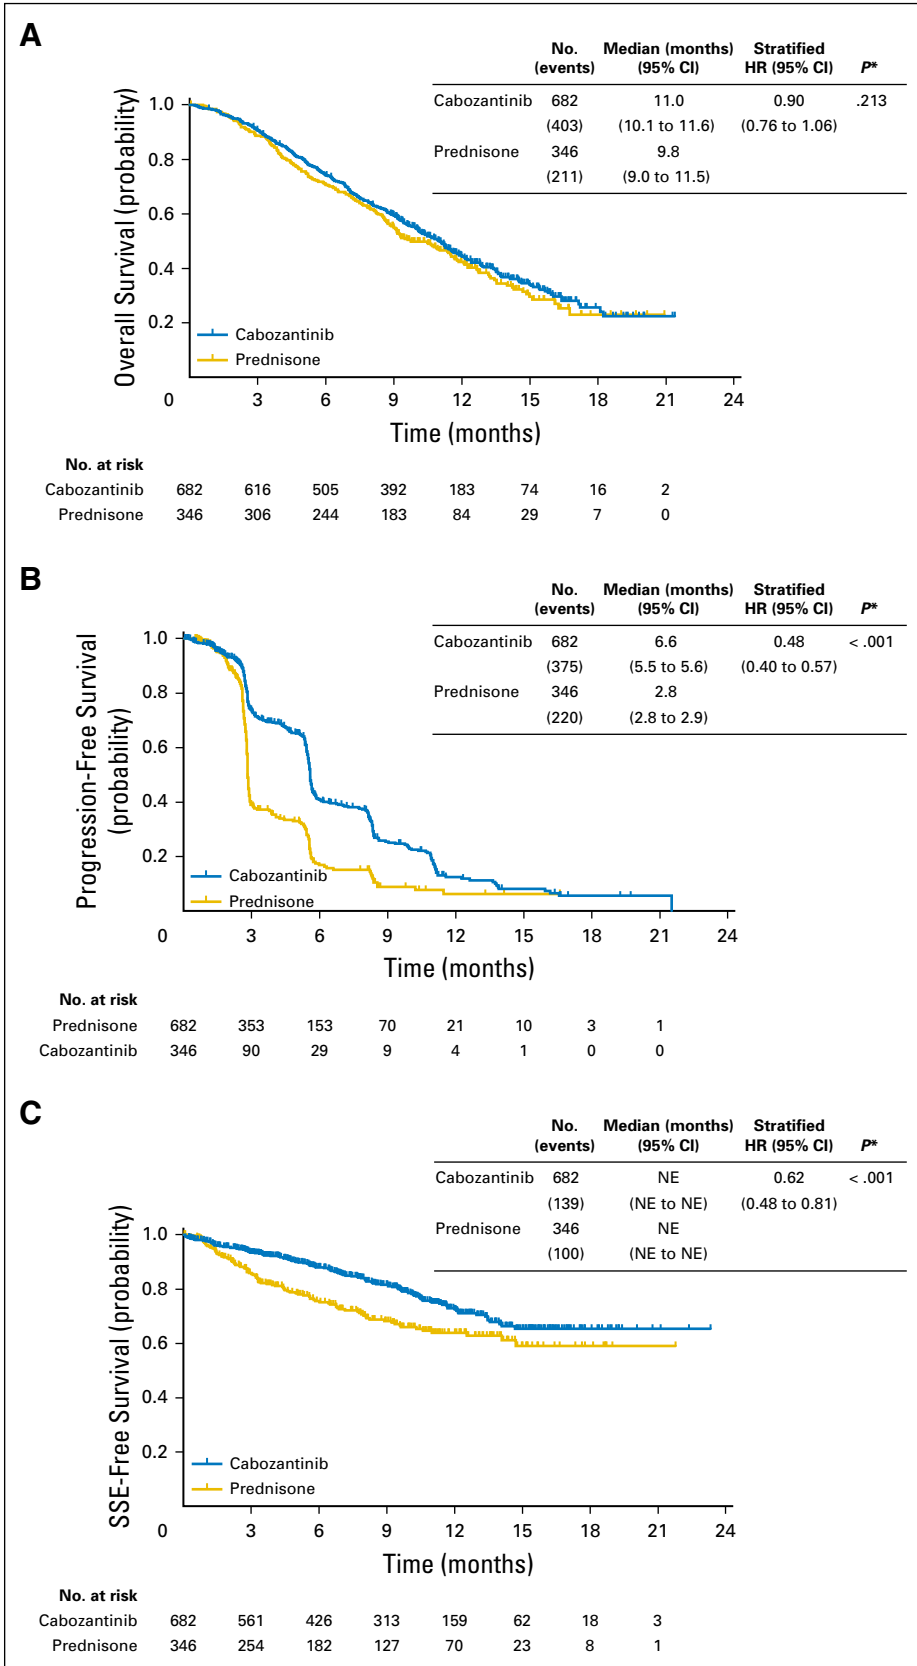 A
No. Median (months) Stratified
(events) (95% CI) HR (95% CI) P*
Cabozantinib 682 11.0 0.90 .213
(403) (10.1 to 11.6) (0.76 to 1.06)
Prednisone 346 9.8
(211) (9.0 to 11.5)
Overall Survival (probability)
1.0
0.8
0.6
0.4
0.2
Cabozantinib
Prednisone
0 3 6 9 12 15 18 21 24
Time (months)
No. at risk
Cabozantinib 682 616 505 392 183 74 16 2
Prednisone 346 306 244 183 84 29 7 0
B
No. Median (months) Stratified
(events) (95% CI) HR (95% CI) P*
Cabozantinib 682 6.6 0.48 < .001
(375) (5.5 to 5.6) (0.40 to 0.57)
Prednisone 346 2.8
(220) (2.8 to 2.9)
Progression-Free Survival
(probability)
1.0
0.8
0.6
0.4
0.2
Cabozantinib
Prednisone
0 3 6 9 12 15 18 21 24
Time (months)
No. at risk
Prednisone 682 353 153 70 21 10 3 1
Cabozantinib 346 90 29 9 4 1 0 0
C
No. Median (months) Stratified
(events) (95% CI) HR (95% CI) P*
Cabozantinib 682 NE 0.62 < .001
(139) (NE to NE) (0.48 to 0.81)
Prednisone 346 NE
(100) (NE to NE)
SSE-Free Survival (probability)
1.0
0.8
0.6
0.4
0.2
Cabozantinib
Prednisone
0 3 6 9 12 15 18 21 24
Time (months)
No. at risk
Cabozantinib 682 561 426 313 159 62 18 3
Prednisone 346 254 182 127 70 23 8 1